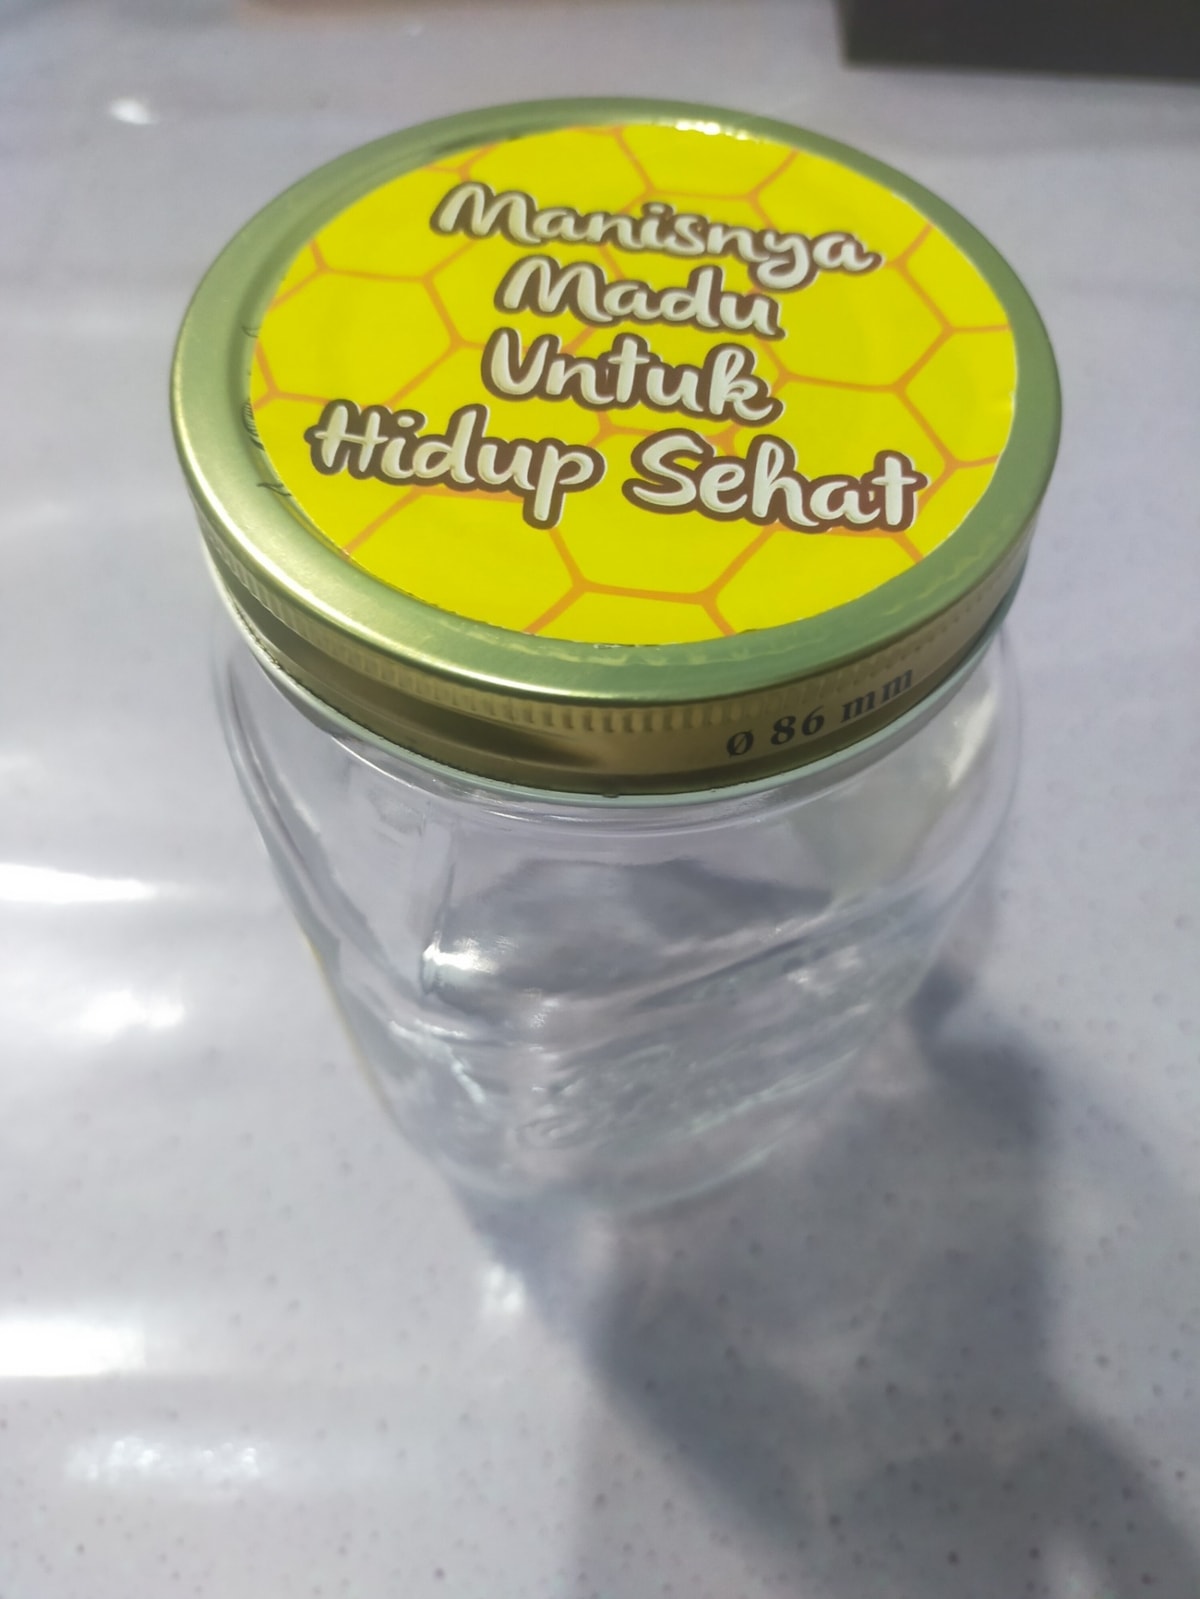 Manisnya
Madu
Untuk
Hidup Sehat
Ø 86 mm